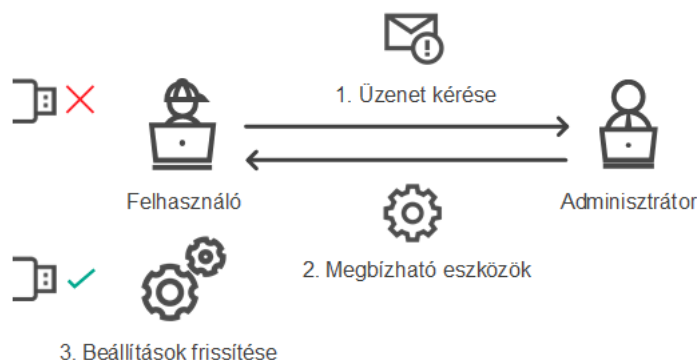 1. Üzenet kérése
Felhasználó
Adminisztrátor
2. Megbízható eszközök
3. Beállítások frissítése